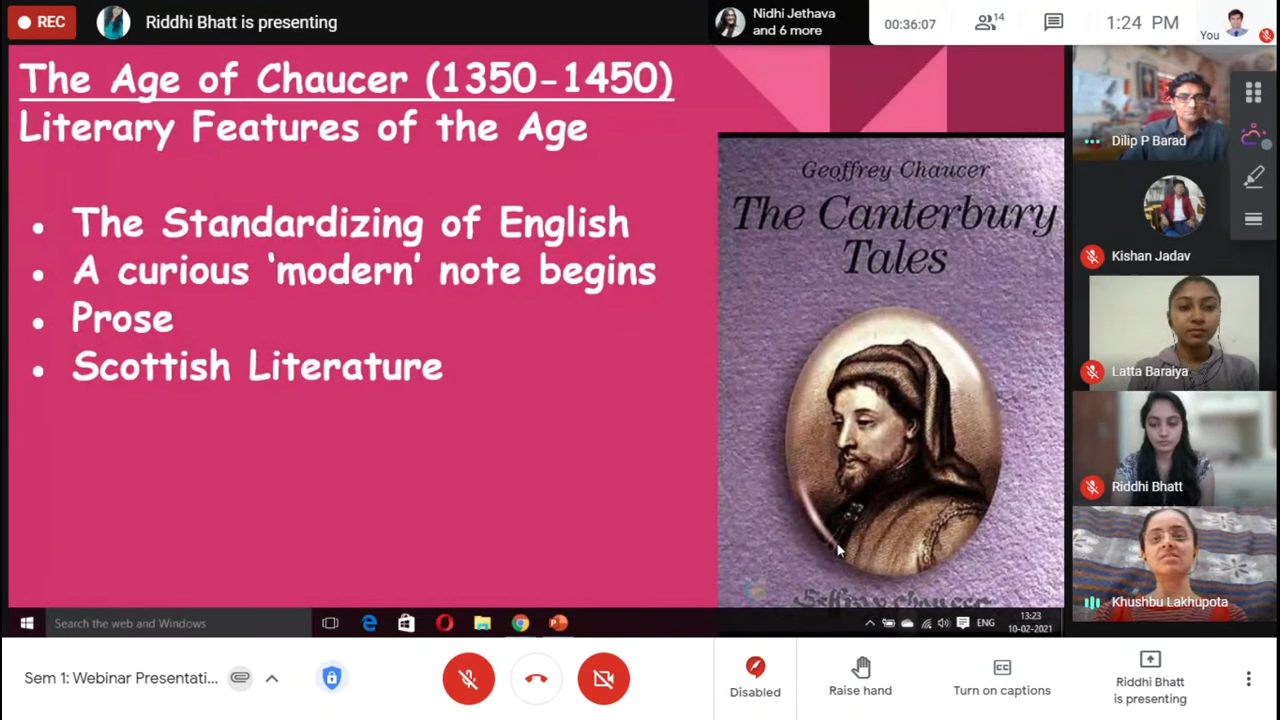 REC
Riddhi Bhatt is presenting
Nidhi Jethava
and 6 more
00:36:07
14
1:24 PM
You
The Age of Chaucer (1350-1450)
Literary Features of the Age
• The Standardizing of English
• A curious ‘modern’ note begins
• Prose
• Scottish Literature
Geoffrey Chaucer
The Canterbury
Tales
Dilip P Barad
Kishan Jadav
Latta Baraiya
Riddhi Bhatt
Khushbu Lakhupota
Search the web and Windows
ENG
13:23
10-02-2021
Sem 1: Webinar Presentati...
Disabled
Raise hand
CC
Turn on captions
Riddhi Bhatt
is presenting